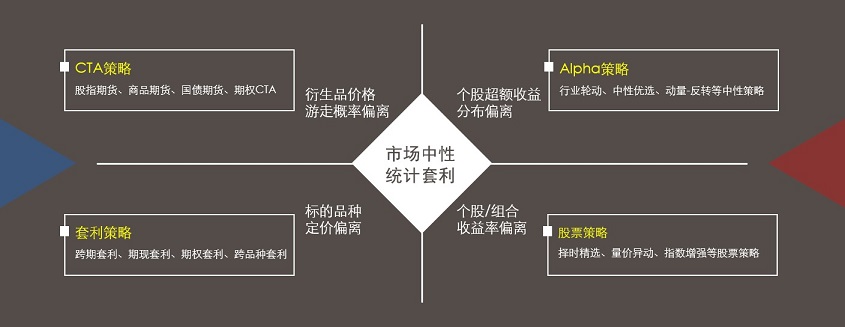 CTA策略
股指期货、商品期货、国债期货、期权CTA
衍生品价格
游走概率偏离
个股超额收益
分布偏离
Alpha策略
行业轮动、中性优选、动量-反转等中性策略
市场中性
统计套利
套利策略
跨期套利、期现套利、期权套利、跨品种套利
标的品种
定价偏离
个股/组合
收益率偏离
股票策略
择时精选、量价异动、指数增强等股票策略